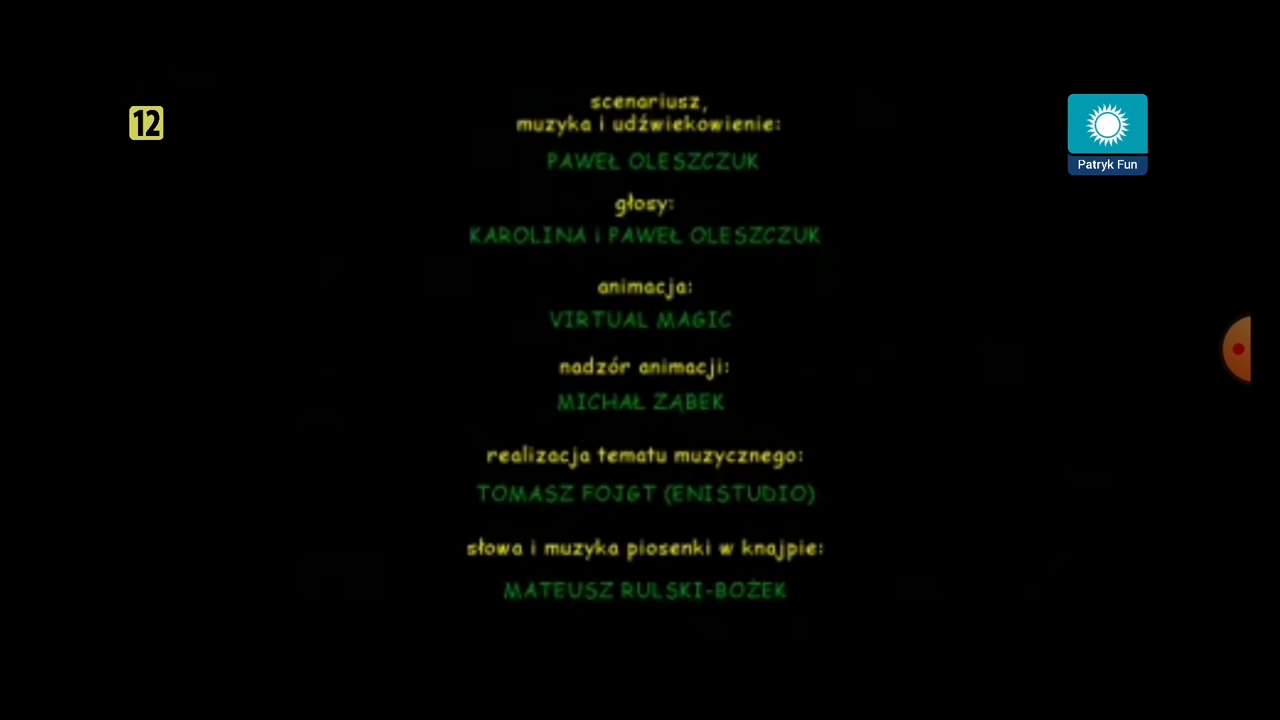 12
Patryk Fun
scenariusz,
muzyka i udźwiekowienie:
PAWEŁ OLESZCZUK
głosy:
KAROLINA i PAWEŁ OLESZCZUK
animacja:
VIRTUAL MAGIC
nadzór animacji:
MICHAŁ ZĄBEK
realizacja tematu muzycznego:
TOMASZ FOJGT (ENISTUDIO)
słowa i muzyka piosenki w knajpie:
MATEUSZ RULSKI-BOŻEK